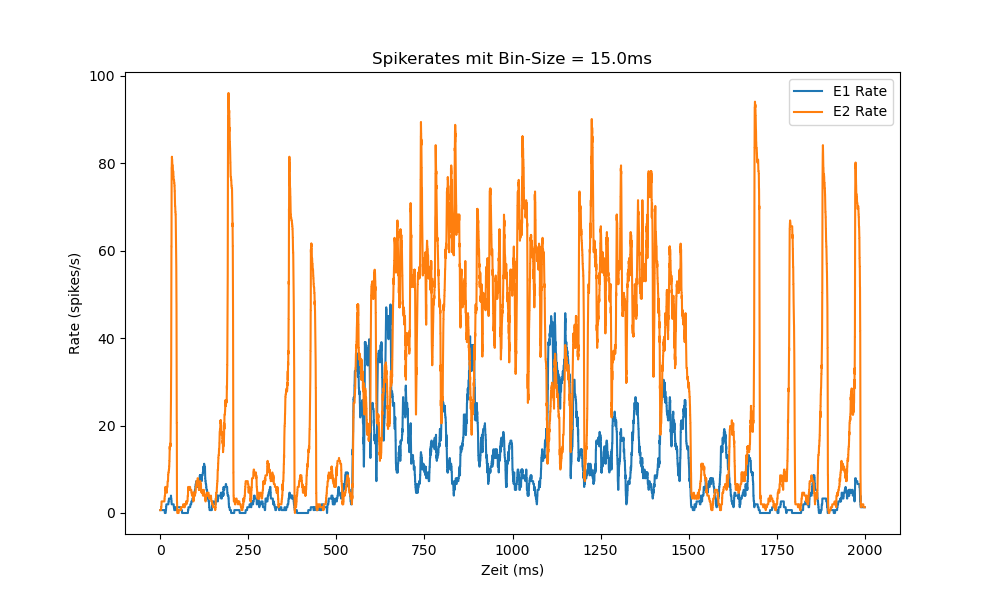 Spikerates mit Bin-Size = 15.0ms
E1 Rate
E2 Rate
100
80
60
40
20
0
Rate (spikes/s)
0 250 500 750 1000 1250 1500 1750 2000
Zeit (ms)